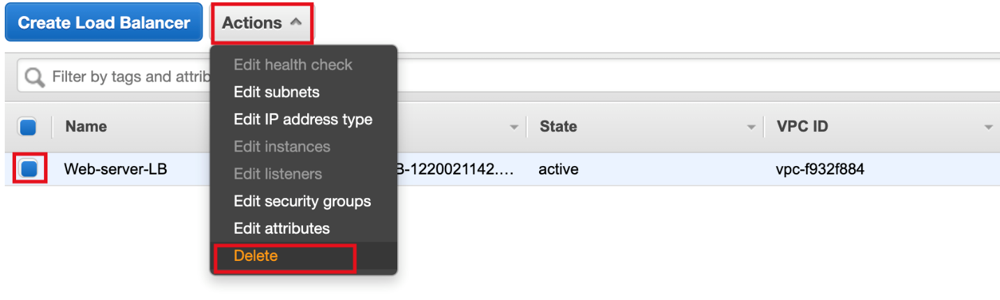 Create Load Balancer Actions
Edit health check
Filter by tags and attrib
Edit subnets
Edit IP address type
Name State VPC ID
Edit instances
Web-server-LB B-1220021142.... active vpc-f932f884
Edit listeners
Edit security groups
Edit attributes
Delete